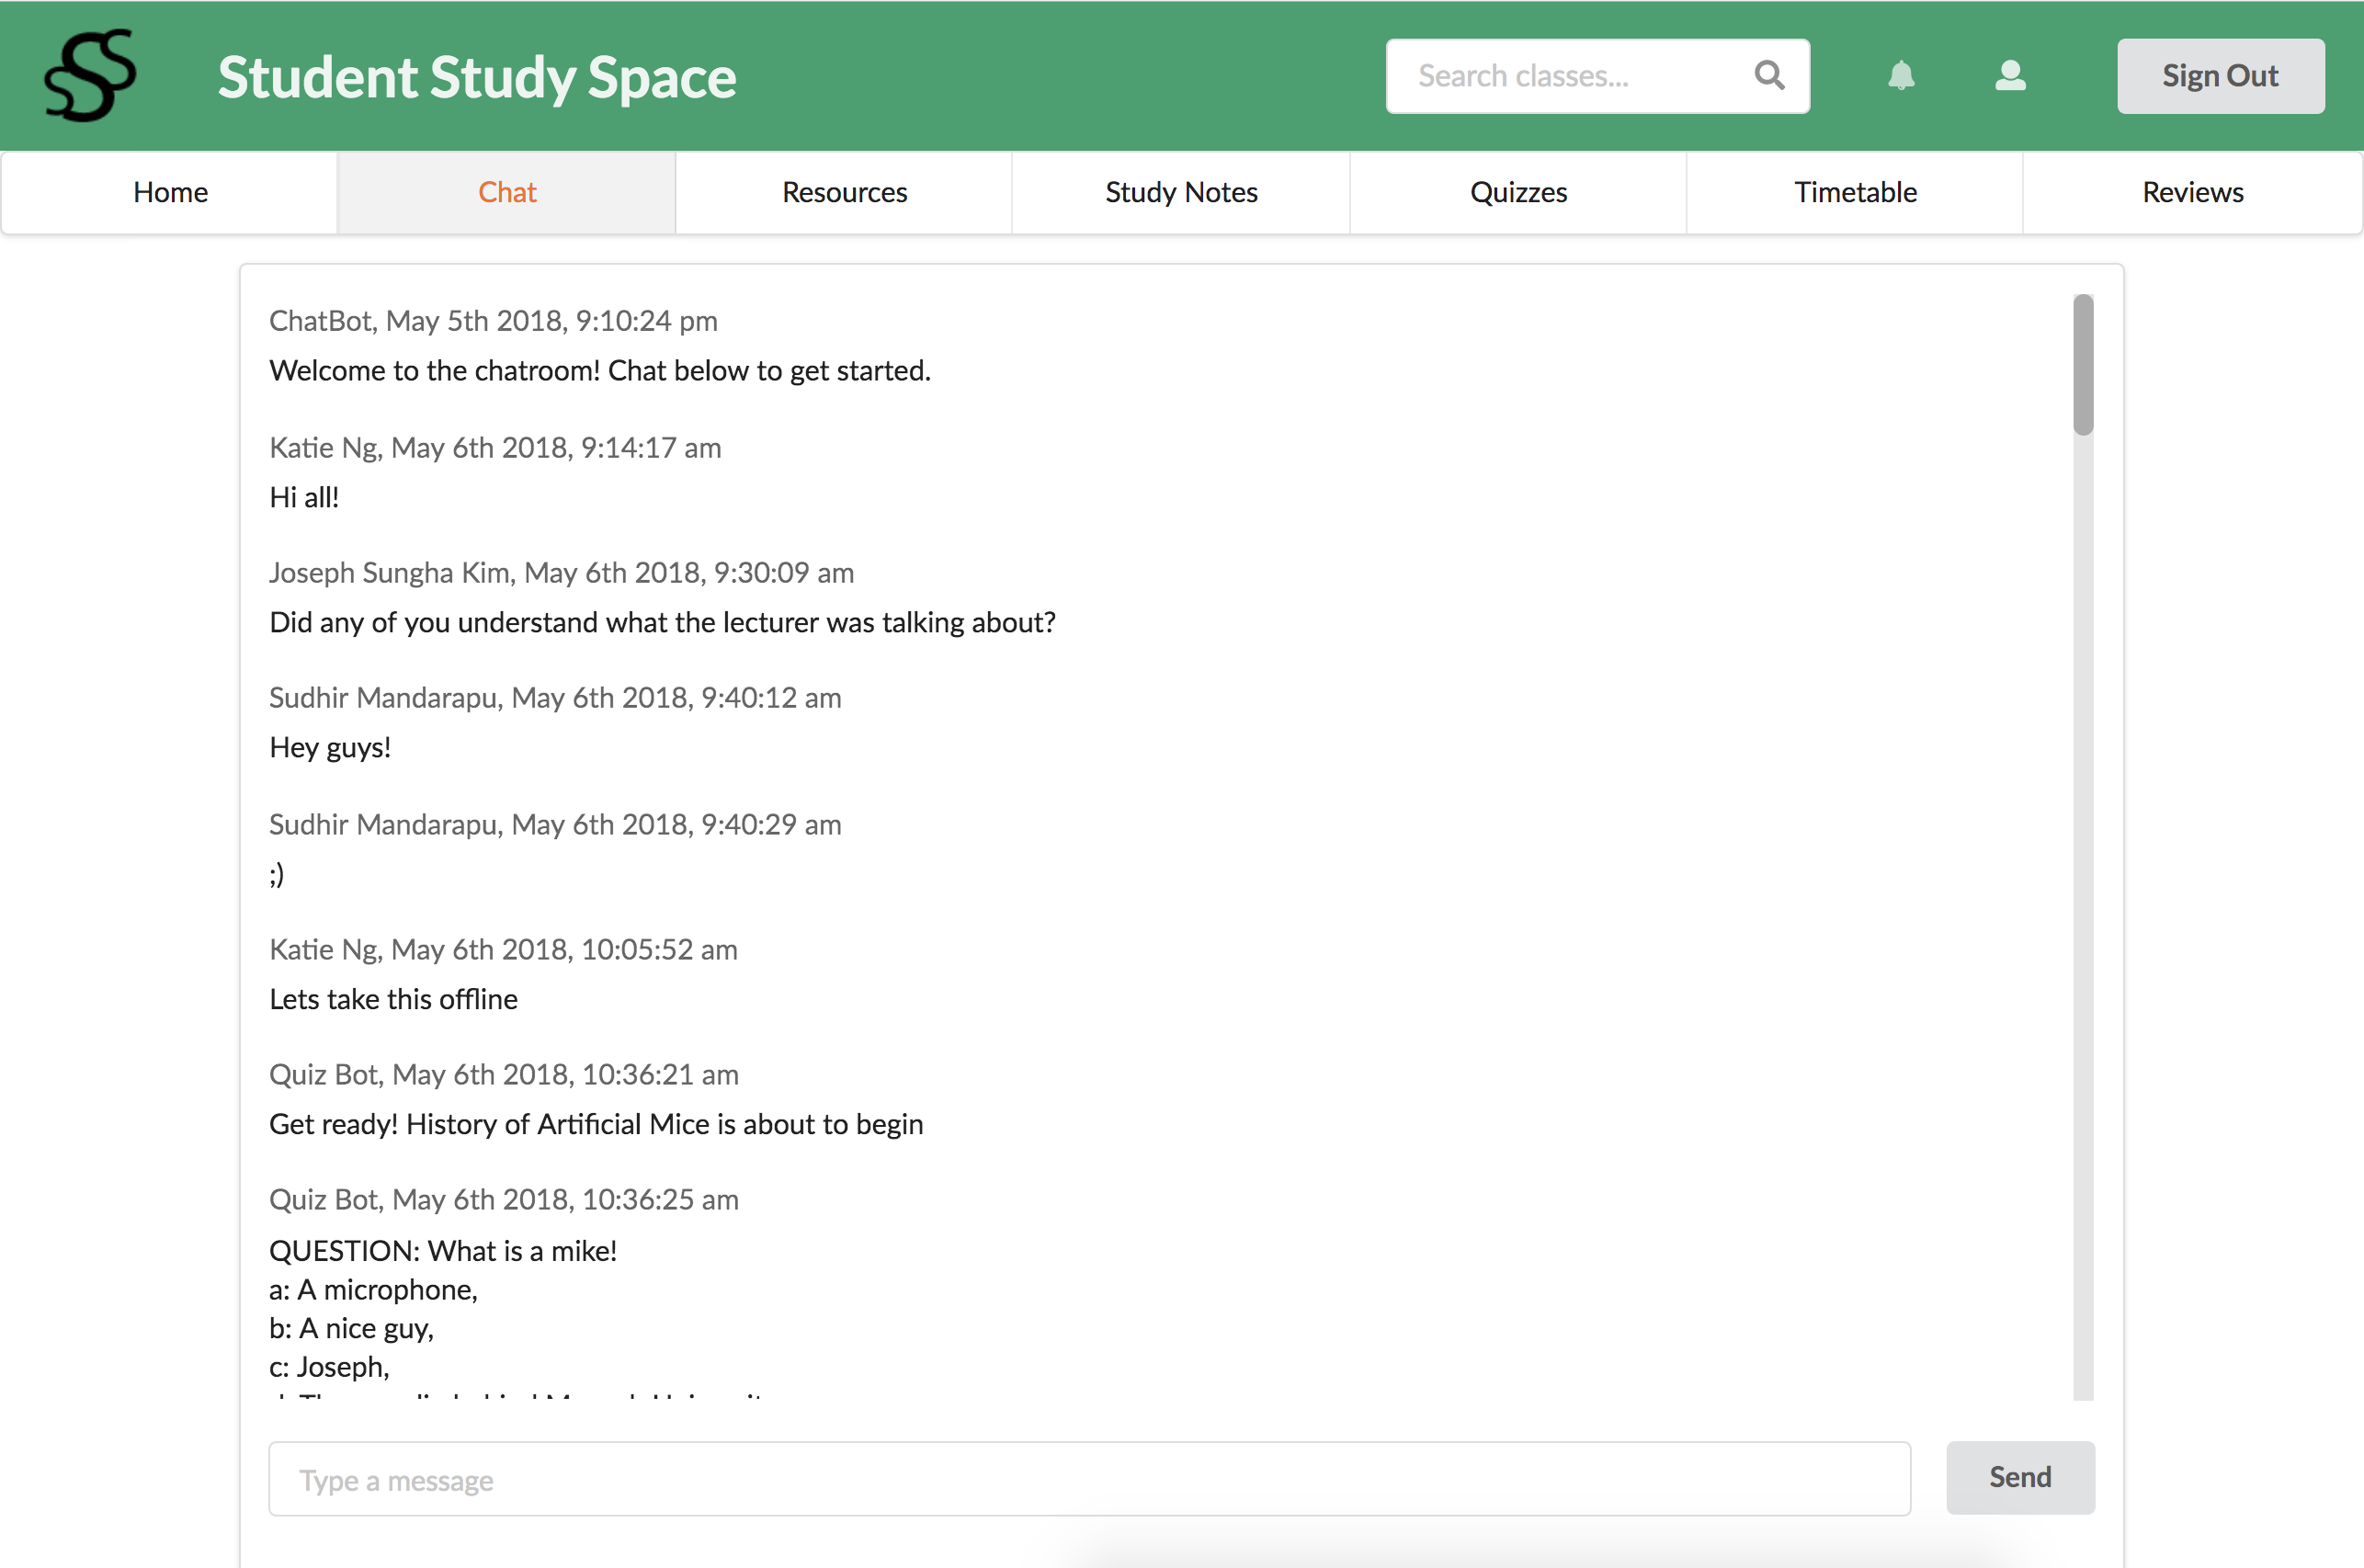 SSS
Student Study Space
Search classes...
Sign Out
Home
Chat
Resources
Study Notes
Quizzes
Timetable
Reviews
ChatBot, May 5th 2018, 9:10:24 pm
Welcome to the chatroom! Chat below to get started.
Katie Ng, May 6th 2018, 9:14:17 am
Hi all!
Joseph Sungha Kim, May 6th 2018, 9:30:09 am
Did any of you understand what the lecturer was talking about?
Sudhir Mandarapu, May 6th 2018, 9:40:12 am
Hey guys!
Sudhir Mandarapu, May 6th 2018, 9:40:29 am
;)
Katie Ng, May 6th 2018, 10:05:52 am
Lets take this offline
Quiz Bot, May 6th 2018, 10:36:21 am
Get ready! History of Artificial Mice is about to begin
Quiz Bot, May 6th 2018, 10:36:25 am
QUESTION: What is a mike!
a: A microphone,
b: A nice guy,
c: Joseph,
Type a message
Send